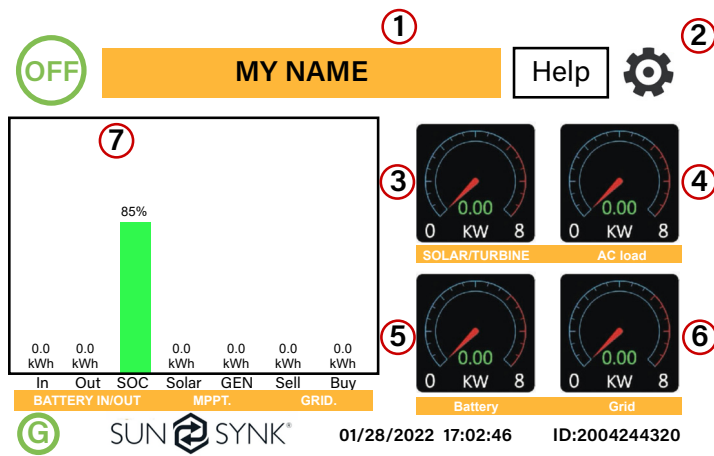 1
2
OFF
MY NAME
Help
7
85%
0.0 0.0 0.0 0.0 0.0 0.0
kWh kWh kWh kWh kWh kWh
In Out SOC Solar GEN Sell Buy
BATTERY IN/OUT MPPT. GRID.
3
0.00
0 KW 8
SOLAR/TURBINE
4
0.00
0 KW 8
AC load
5
0.00
0 KW 8
Battery
6
0.00
0 KW 8
Grid
G
SUN SYNK®
01/28/2022 17:02:46 ID:2004244320